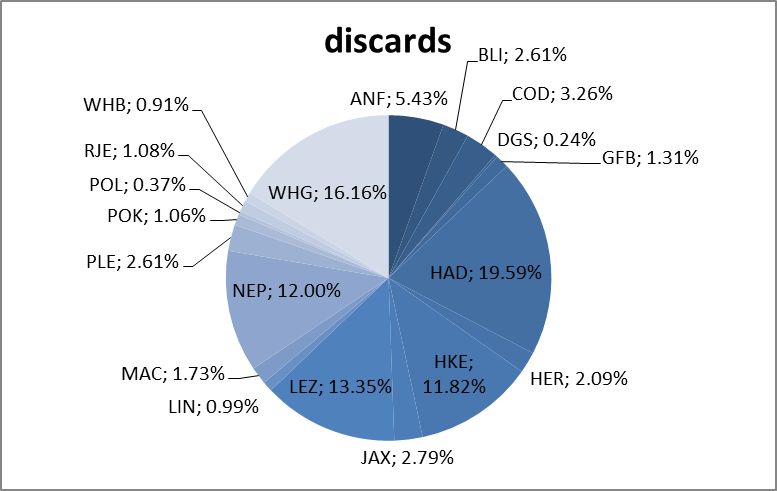 discards
ANF; 5.43%
BLI; 2.61%
COD; 3.26%
DGS; 0.24%
GFB; 1.31%
HAD; 19.59%
HER; 2.09%
HKE;
11.82%
JAX; 2.79%
LEZ; 13.35%
LIN; 0.99%
MAC; 1.73%
NEP; 12.00%
PLE; 2.61%
POK; 1.06%
POL; 0.37%
RJE; 1.08%
WHB; 0.91%
WHG; 16.16%